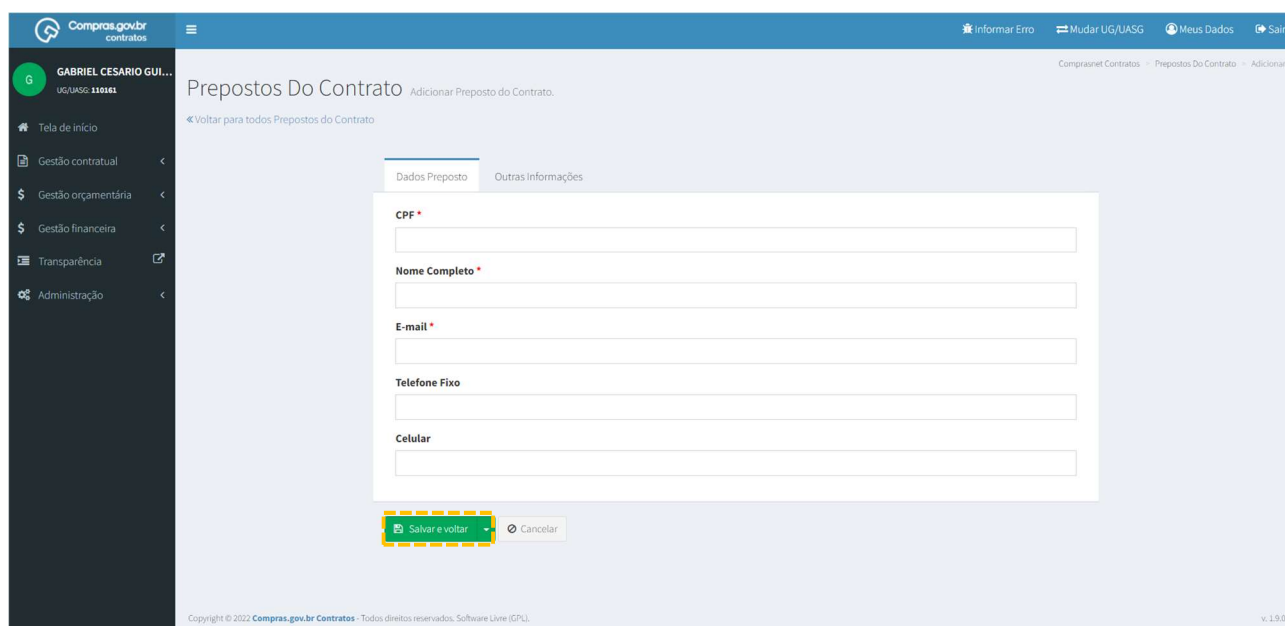 Compras.gov.br
contratos
Informar Erro
Mudar UG/UASG
Meus Dados
Sair
G
GABRIEL CESARIO GUI...
UG/UASG: 110161
Tela de início
Gestão contratual
Gestão orçamentária
Gestão financeira
Transparência
Administração
Comprasnet Contratos > Prepostos Do Contrato > Adicionar
Prepostos Do Contrato Adicionar Preposto do Contrato.
« Voltar para todos Prepostos do Contrato
Dados Preposto
Outras Informações
CPF *
Nome Completo *
E-mail *
Telefone Fixo
Celular
Salvar e voltar
Cancelar
Copyright © 2022 Compras.gov.br Contratos - Todos direitos reservados. Software Livre (GPL).
v. 1.9.0